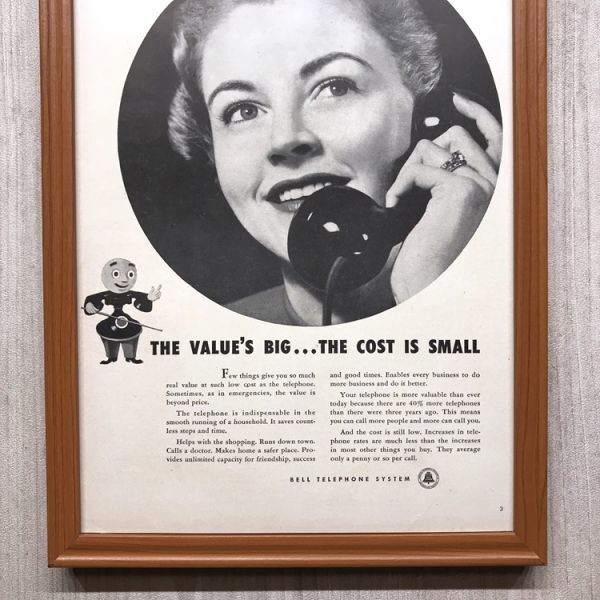 THE VALUE'S BIG...THE COST IS SMALL
Few things give you so much
real value at such low cost as the telephone.
Sometimes, as in emergencies, the value is
beyond price.
The telephone is indispensable in the
smooth running of a household. It saves count-
less steps and time.
Helps with the shopping. Runs down town.
Calls a doctor. Makes home a safer place. Pro-
vides unlimited capacity for friendship, success
and good times. Enables every business to do
more business and do it better.
Your telephone is more valuable than ever
today because there are 40% more telephones
than there were three years ago. This means
you can call more people and more can call you.
And the cost is still low. Increases in tele-
phone rates are much less than the increases
in most other things you buy. They average
only a penny or so per call.
BELL TELEPHONE SYSTEM
3